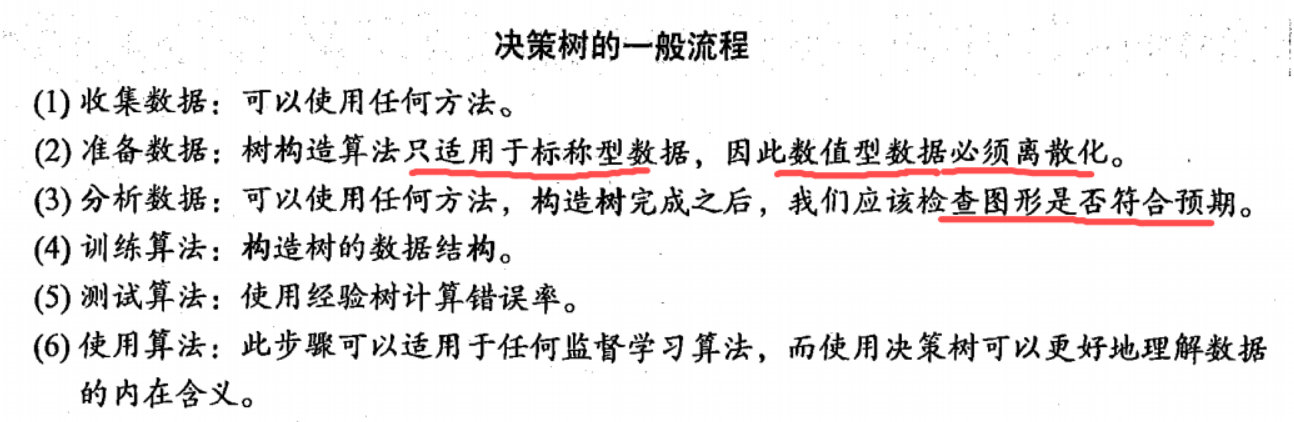 决策树的一般流程
(1) 收集数据：可以使用任何方法。
(2) 准备数据：树构造算法只适用于标称型数据，因此数值型数据必须离散化。
(3) 分析数据：可以使用任何方法，构造树完成之后，我们应该检查图形是否符合预期。
(4) 训练算法：构造树的数据结构。
(5) 测试算法：使用经验树计算错误率。
(6) 使用算法：此步骤可以适用于任何监督学习算法，而使用决策树可以更好地理解数据
的内在含义。